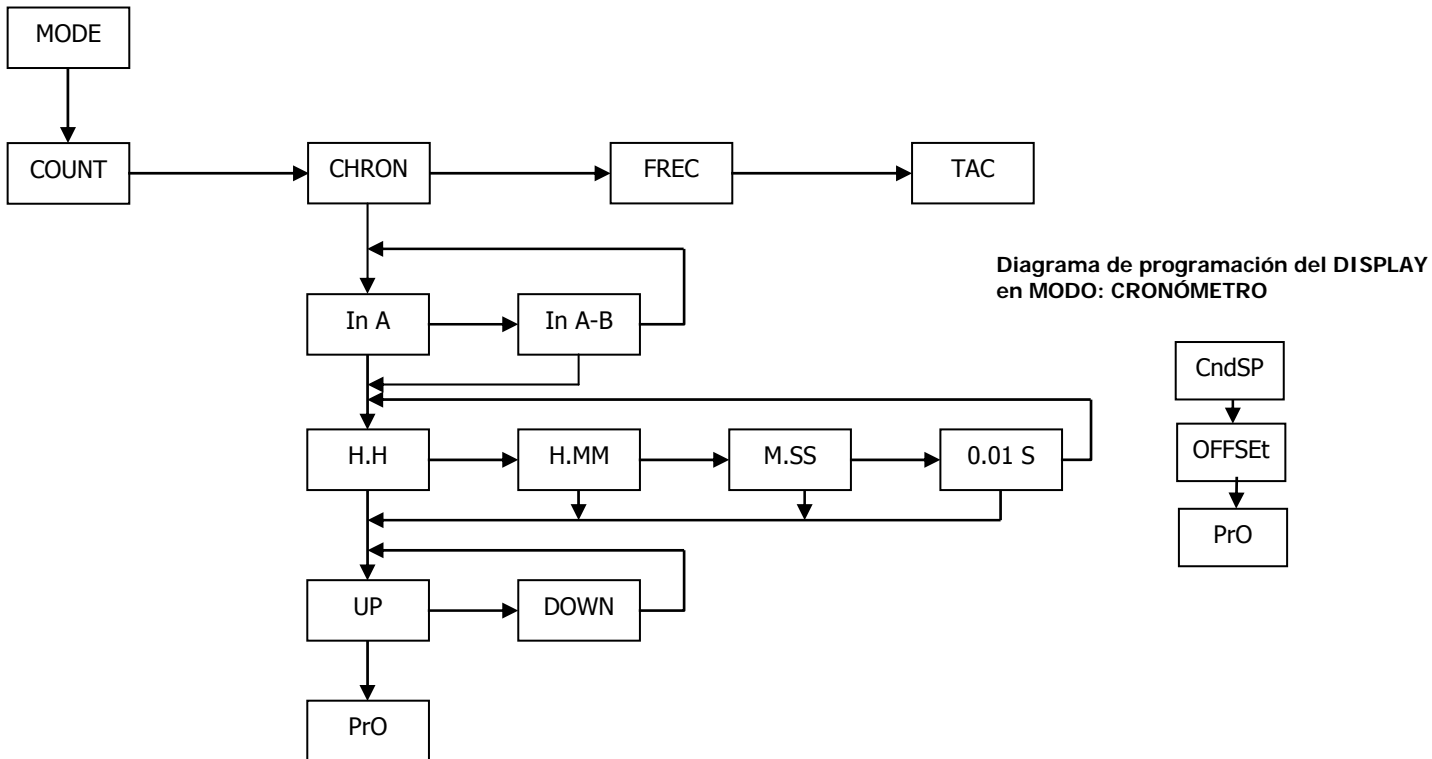 MODE
COUNT
CHRON
FREC
TAC
Diagrama de programación del DISPLAY
en MODO: CRONÓMETRO
In A
In A-B
CndSP
H.H
H.MM
M.SS
0.01 S
OFFSEt
PrO
UP
DOWN
PrO